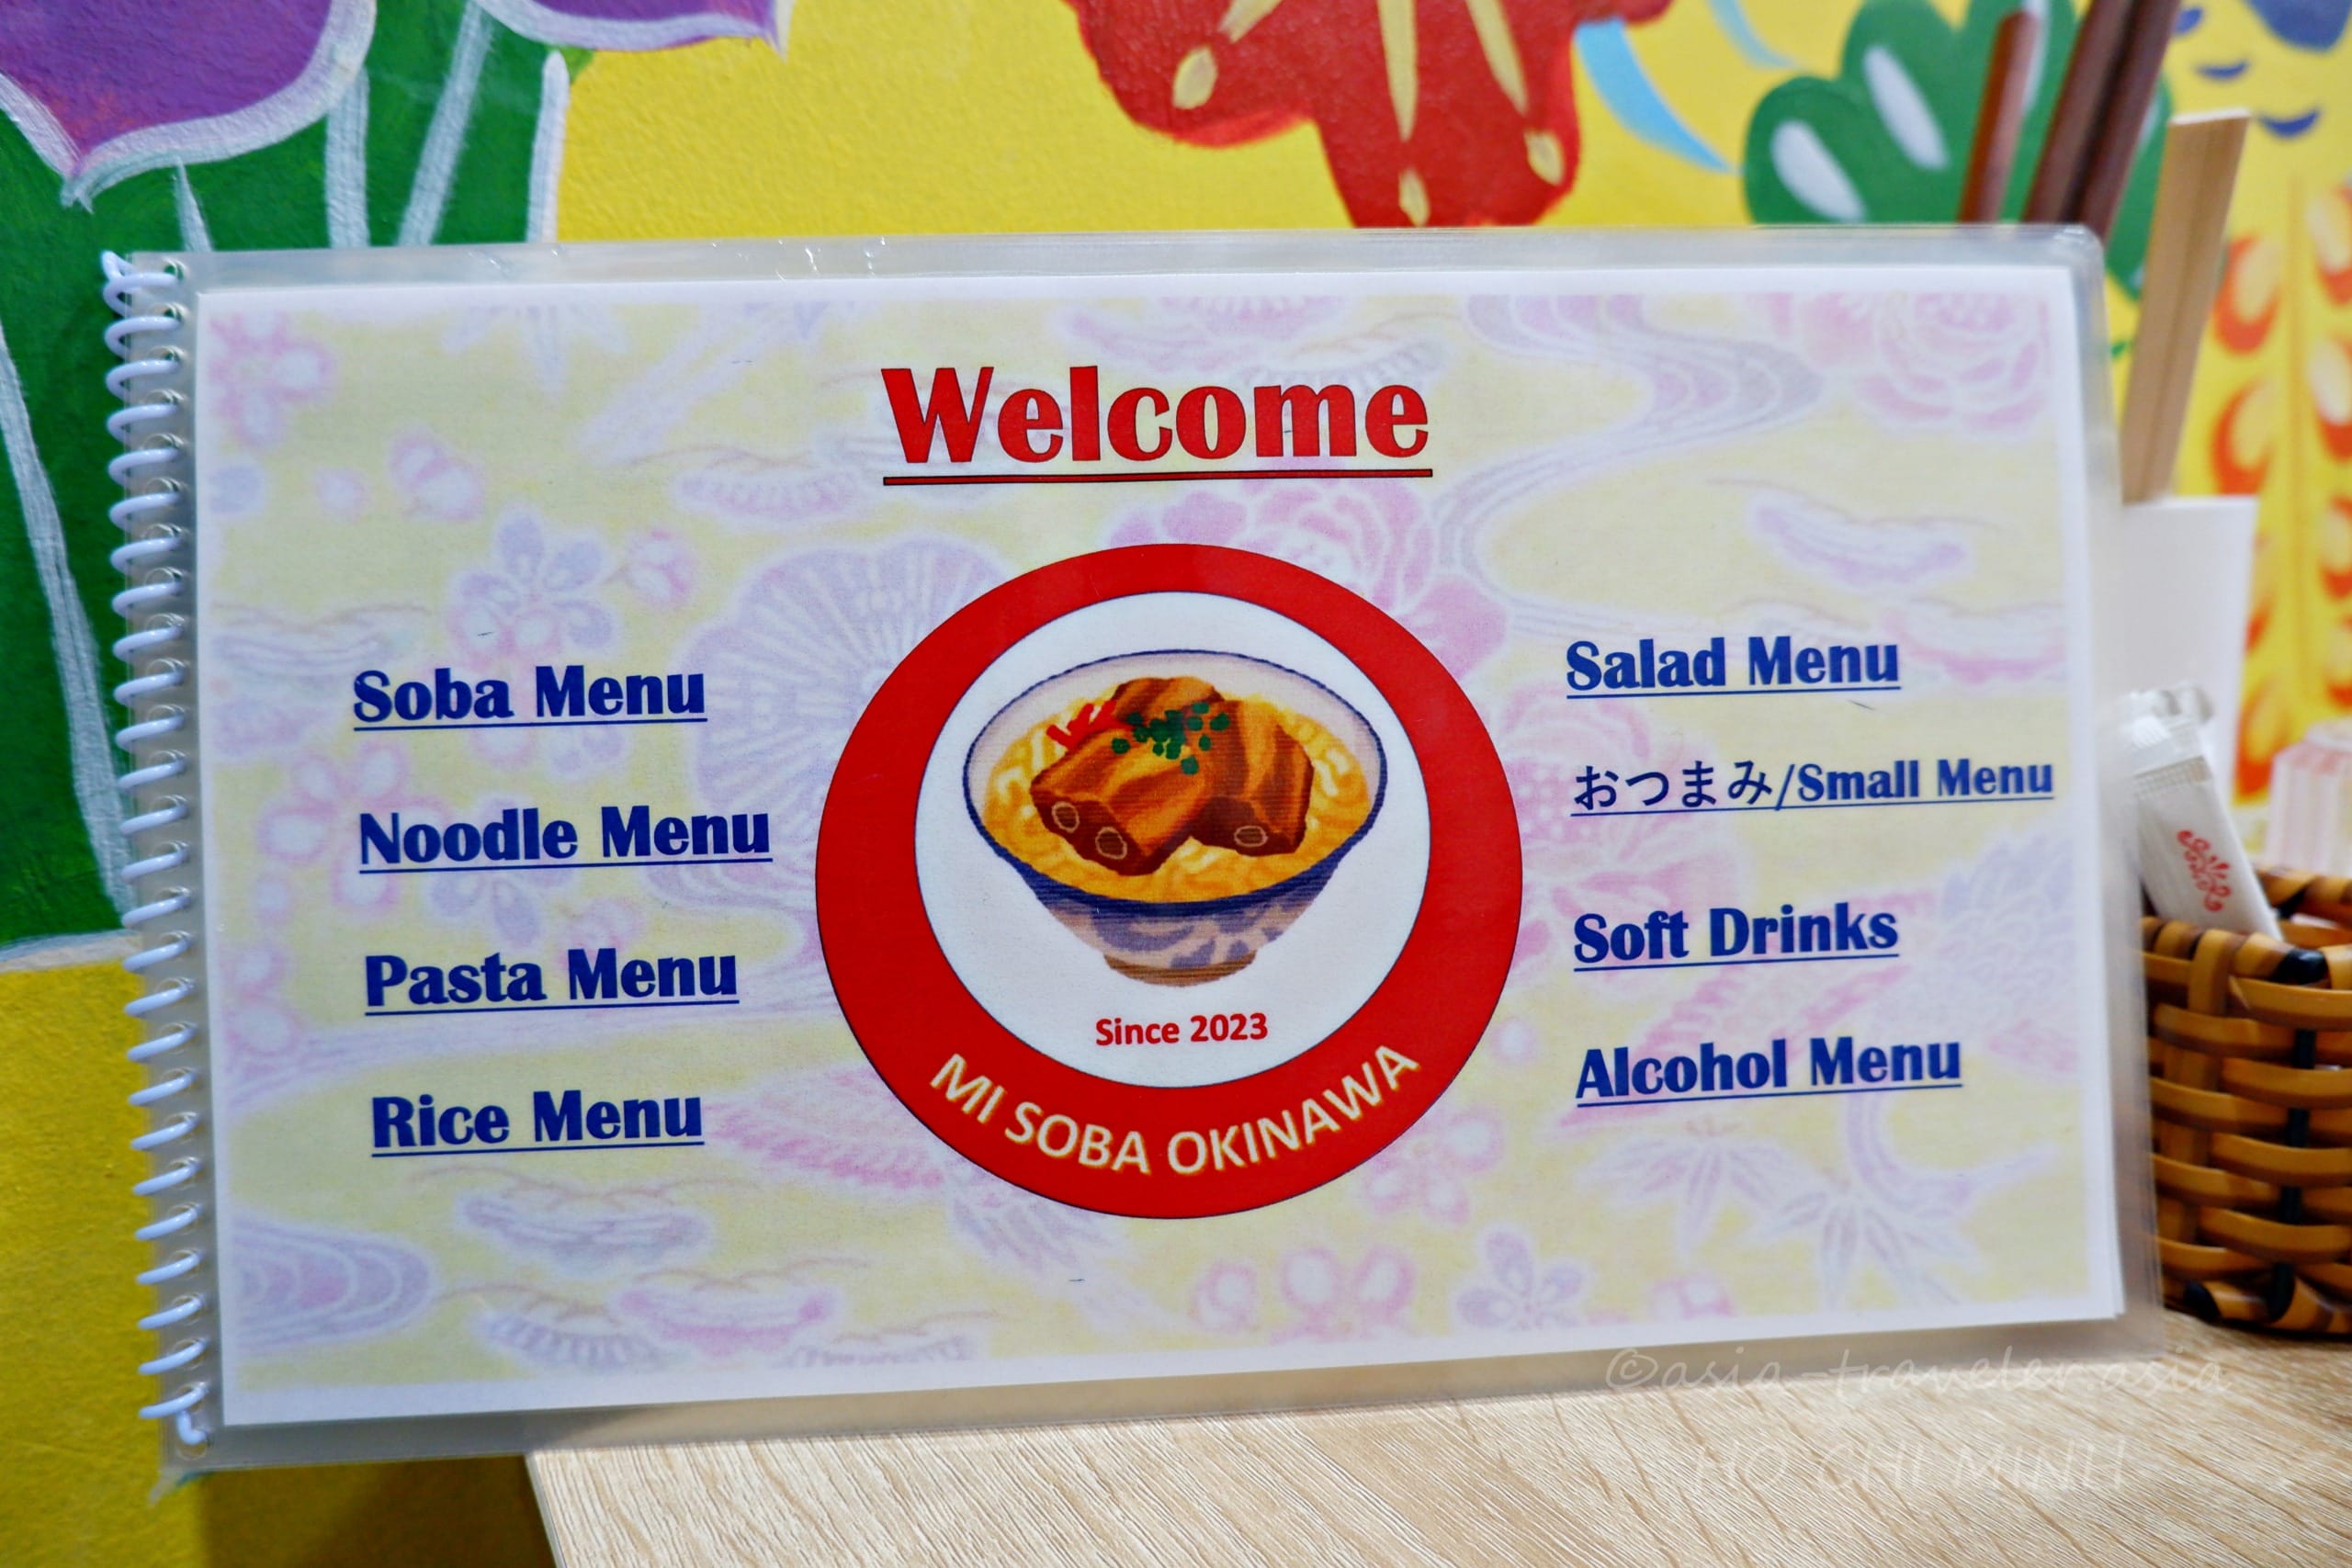 Welcome
Soba Menu
Noodle Menu
Pasta Menu
Rice Menu
Since 2023
MI SOBA OKINAWA
Salad Menu
おつまみ/Small Menu
Soft Drinks
Alcohol Menu
©asia-traveler.asia
HO CHI MINH